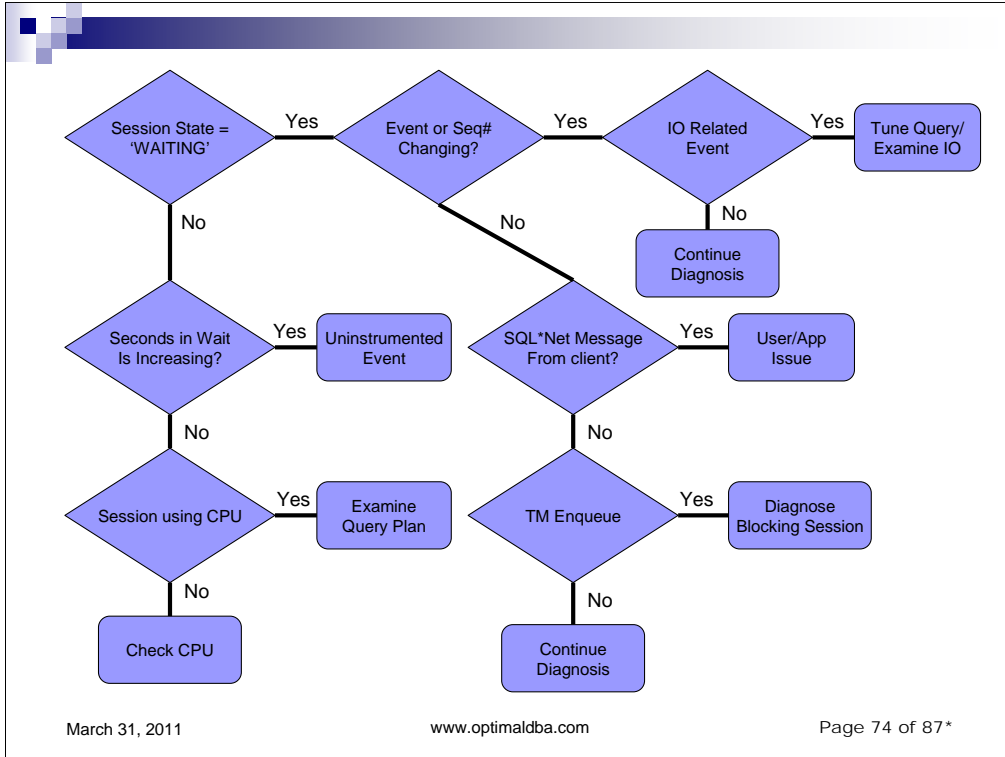 Session State =
'WAITING'
Yes
Event or Seq#
Changing?
Yes
IO Related
Event
Yes
Tune Query/
Examine IO
No
No
No
Continue
Diagnosis
Seconds in Wait
Is Increasing?
Yes
Uninstrumented
Event
SQL*Net Message
From client?
Yes
User/App
Issue
No
No
Session using CPU
Yes
Examine
Query Plan
TM Enqueue
Yes
Diagnose
Blocking Session
No
No
Check CPU
Continue
Diagnosis
March 31, 2011
www.optimaldba.com
Page 74 of 87*